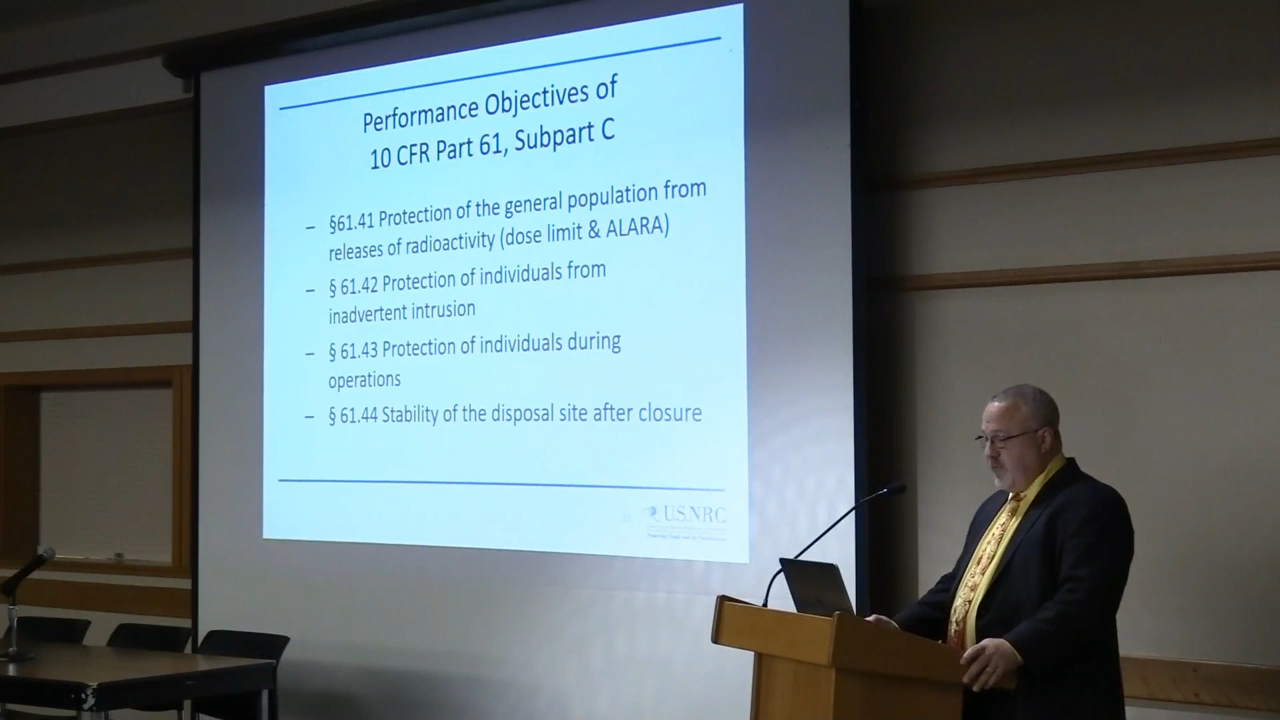 Performance Objectives of
10 CFR Part 61, Subpart C
– §61.41 Protection of the general population from
releases of radioactivity (dose limit & ALARA)
– § 61.42 Protection of individuals from
inadvertent intrusion
– § 61.43 Protection of individuals during
operations
– § 61.44 Stability of the disposal site after closure
U.S.NRC